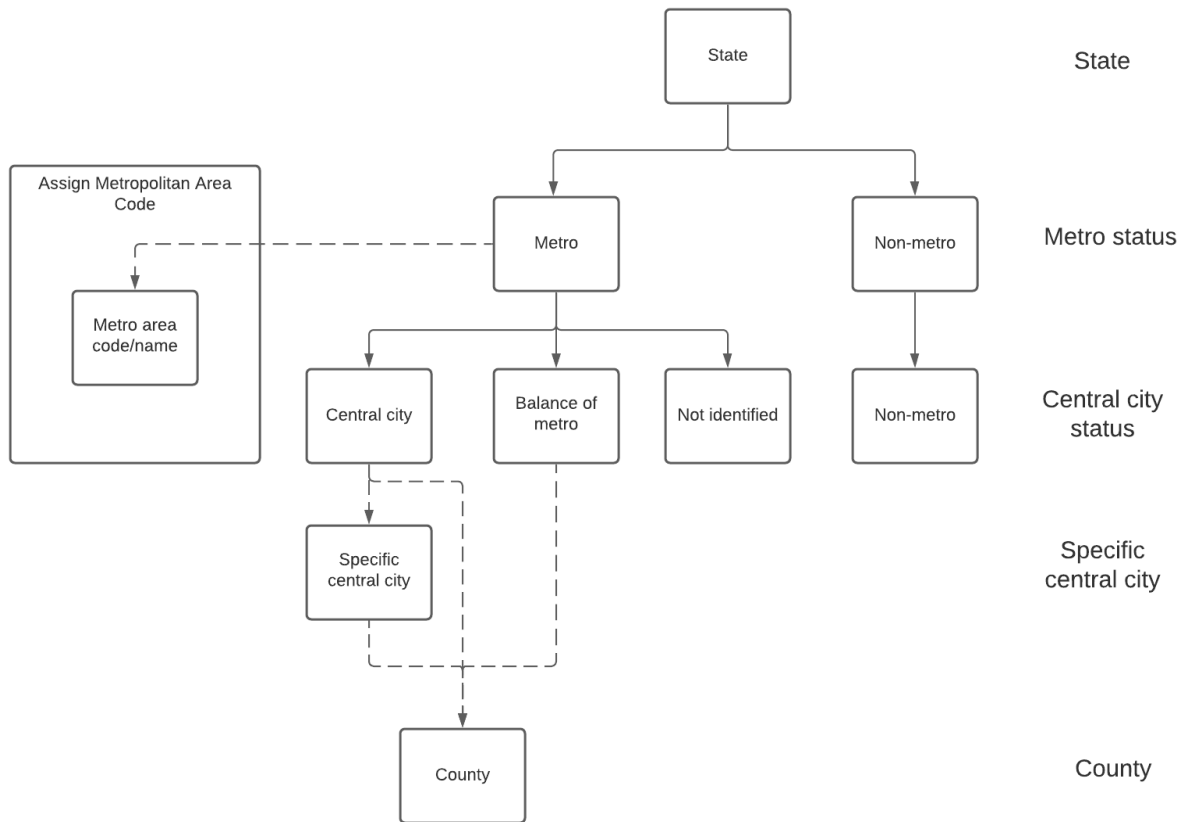 State
State
Assign Metropolitan Area
Code
Metro
Non-metro
Metro status
Metro area
code/name
Central city
Balance of
metro
Not identified
Non-metro
Central city
status
Specific
central city
Specific
central city
County
County